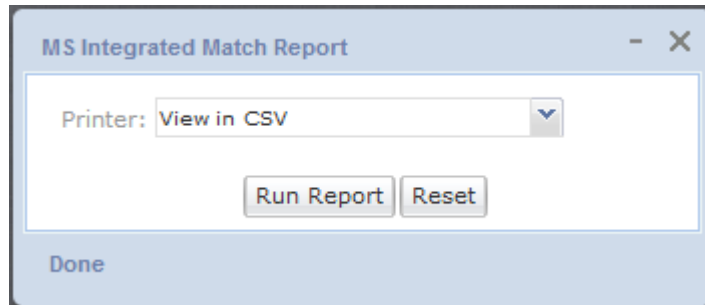 MS Integrated Match Report
Printer: View in CSV
Run Report Reset
Done